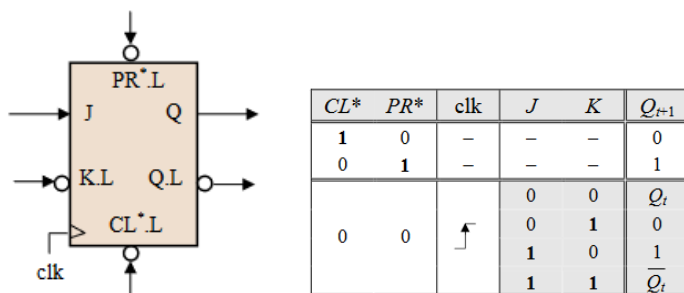 PR*.L
J Q
K.L Q.L
CL*.L
clk
CL* PR* clk J K Qt+1
1 0 – – – 0
0 1 – – – 1
0 0 Qt
0 1 0
0 0
1 0 1
1 1 Q̅t